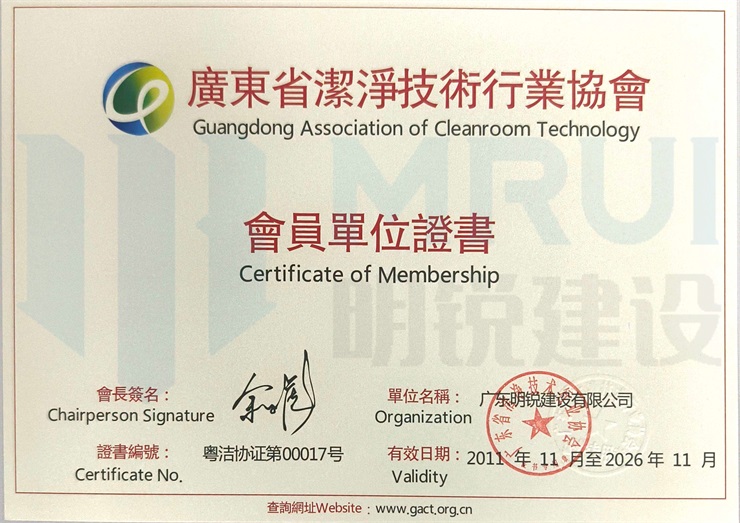 廣東省潔淨技術行業協會
Guangdong Association of Cleanroom Technology
MRUI
明锐建设
會員單位證書
Certificate of Membership
會長簽名：
Chairperson Signature
單位名稱：广东明锐建设有限公司
Organization
證書編號：粤洁协证第00017号
Certificate No.
有效日期：2011 年 11 月至 2026 年 11 月
Validity
查詢網址Website：www.gact.org.cn